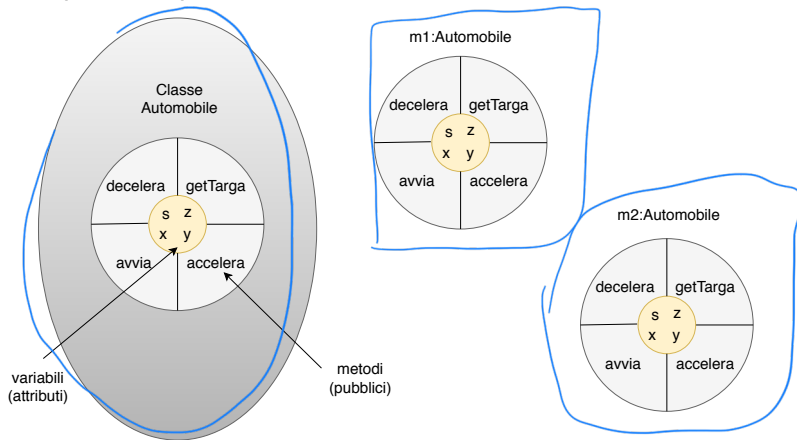 Classe
Automobile
decelera
getTarga
s z
x y
avvia
accelera
variabili
(attributi)
metodi
(pubblici)
m1:Automobile
decelera
getTarga
s z
x y
avvia
accelera
m2:Automobile
decelera
getTarga
s z
x y
avvia
accelera